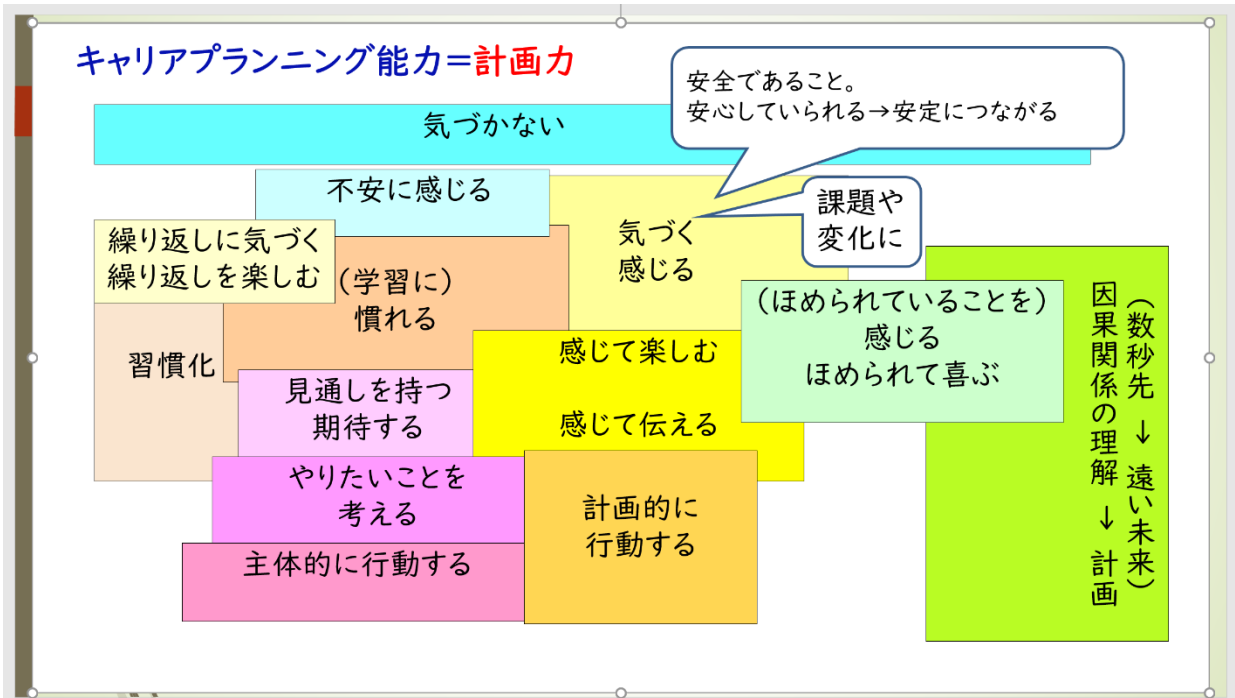 キャリアプランニング能力=計画力
安全であること。
安心していられる→安定につながる
気づかない
不安に感じる
課題や
変化に
気づく
感じる
繰り返しに気づく
繰り返しを楽しむ
(学習に)
慣れる
習慣化
(ほめられていることを)
感じる
ほめられて喜ぶ
感じて楽しむ
感じて伝える
見通しを持つ
期待する
やりたいことを
考える
計画的に
行動する
主体的に行動する
(数秒先 → 遠い未来)
因果関係の理解 → 計画